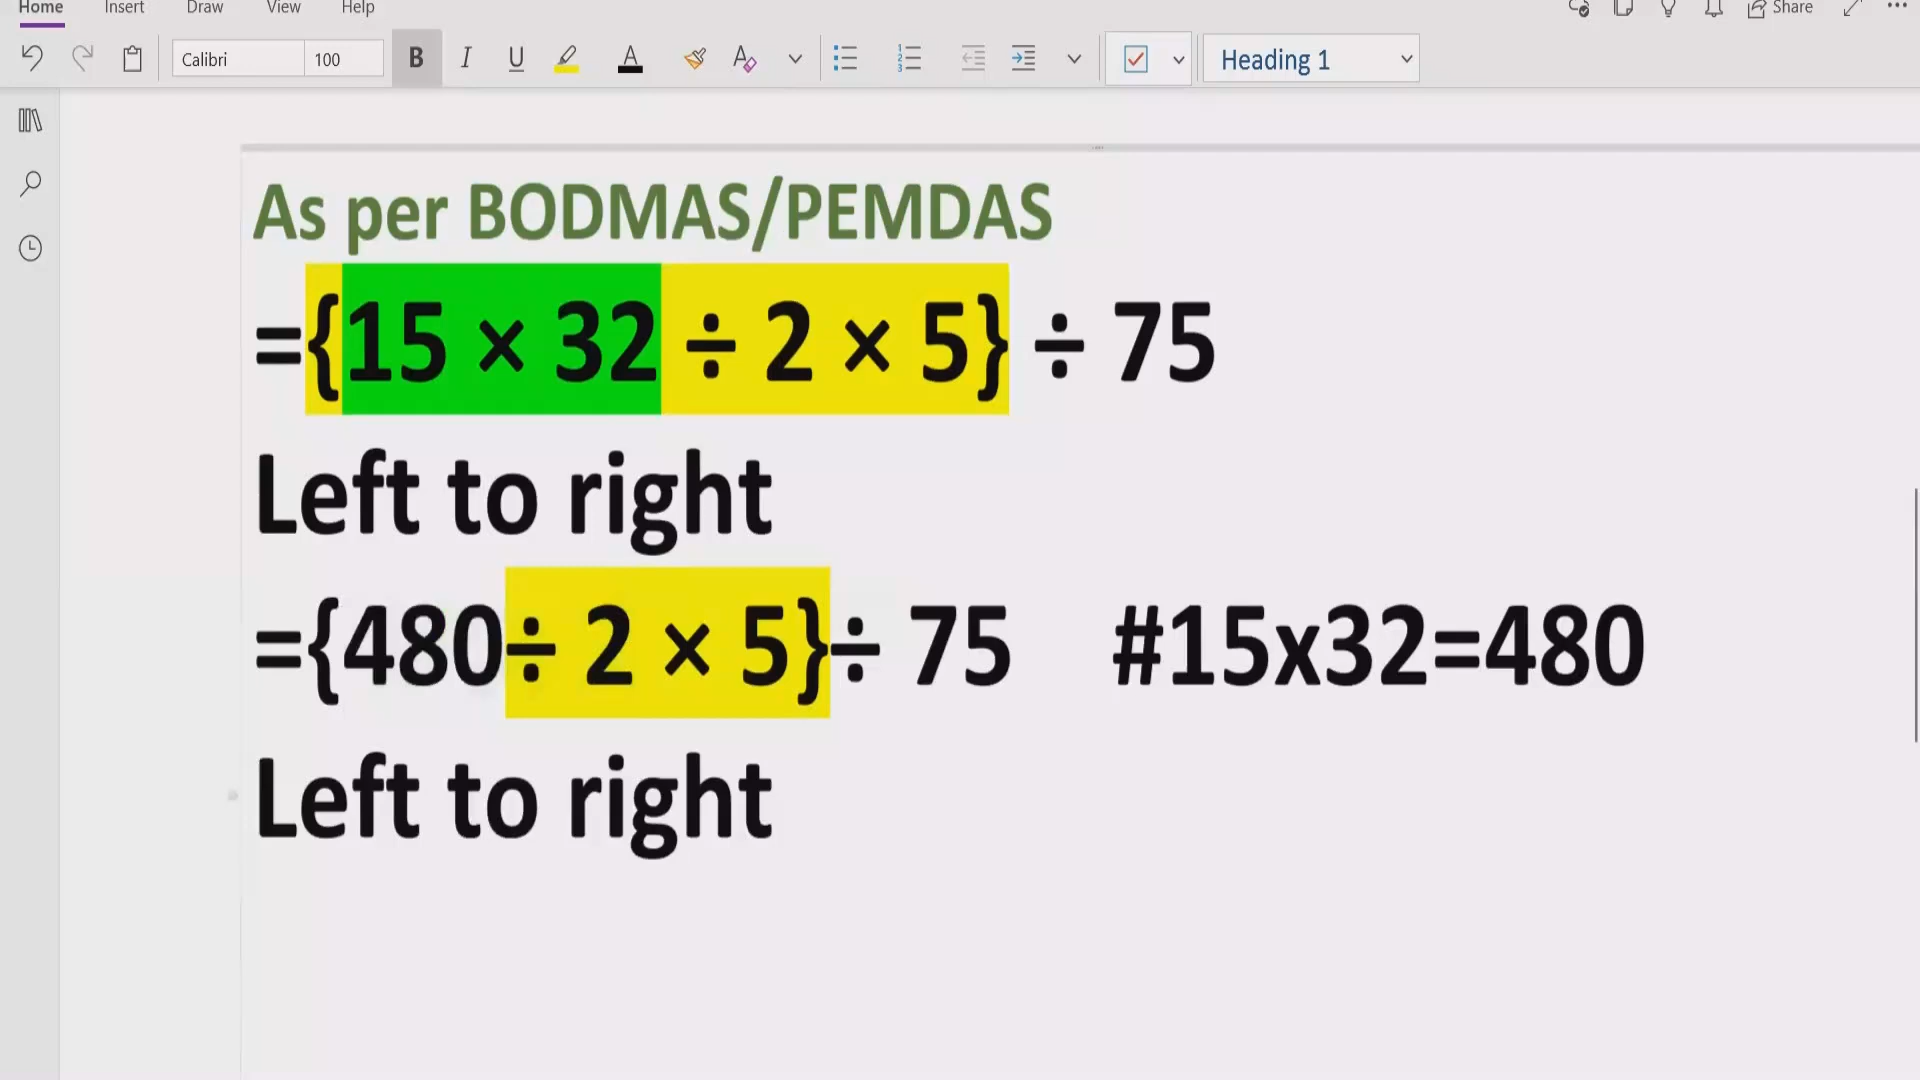 Home Insert Draw View Help Share
Calibri 100 B I U A A Heading 1
As per BODMAS/PEMDAS
={15 × 32 ÷ 2 × 5} ÷ 75
Left to right
={480÷ 2 × 5}÷ 75 #15x32=480
Left to right